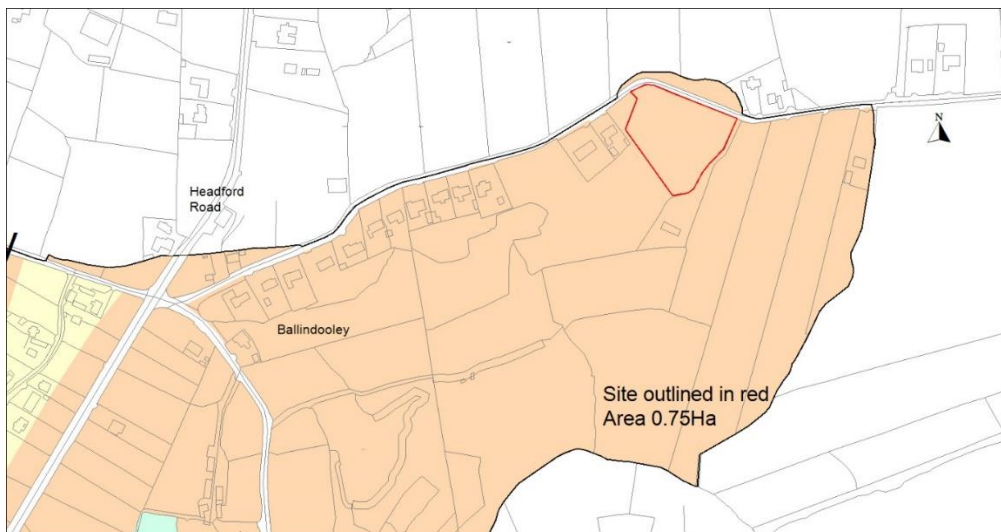 N
Headford
Road
Ballindooley
Site outlined in red
Area 0.75Ha